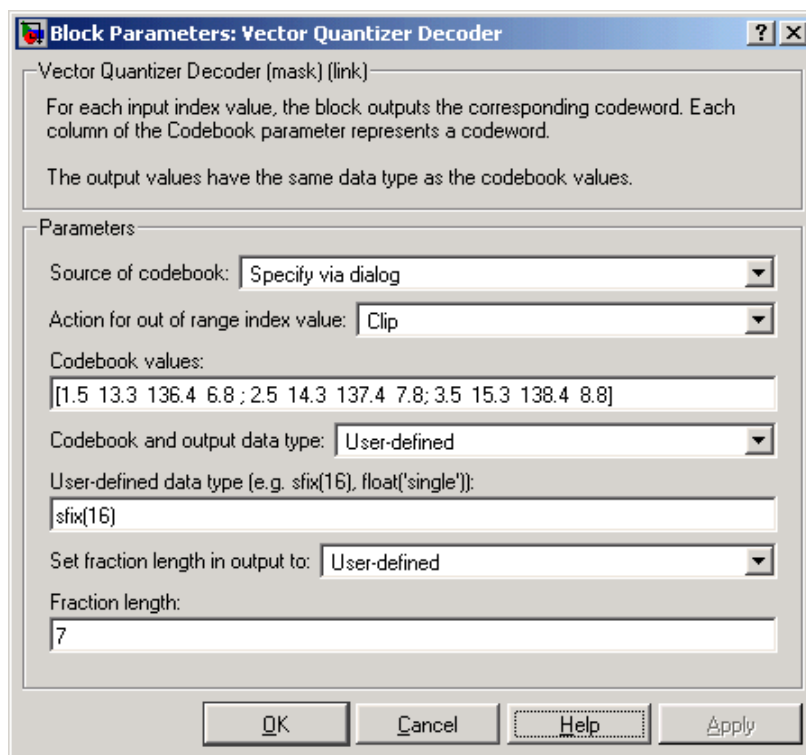 Block Parameters: Vector Quantizer Decoder
Vector Quantizer Decoder (mask) (link)
For each input index value, the block outputs the corresponding codeword. Each
column of the Codebook parameter represents a codeword.
The output values have the same data type as the codebook values.
Parameters
Source of codebook: Specify via dialog
Action for out of range index value: Clip
Codebook values:
[1.5 13.3 136.4 6.8 ; 2.5 14.3 137.4 7.8; 3.5 15.3 138.4 8.8]
Codebook and output data type: User-defined
User-defined data type (e.g. sfix(16), float('single')):
sfix(16)
Set fraction length in output to: User-defined
Fraction length:
7
OK Cancel Help Apply